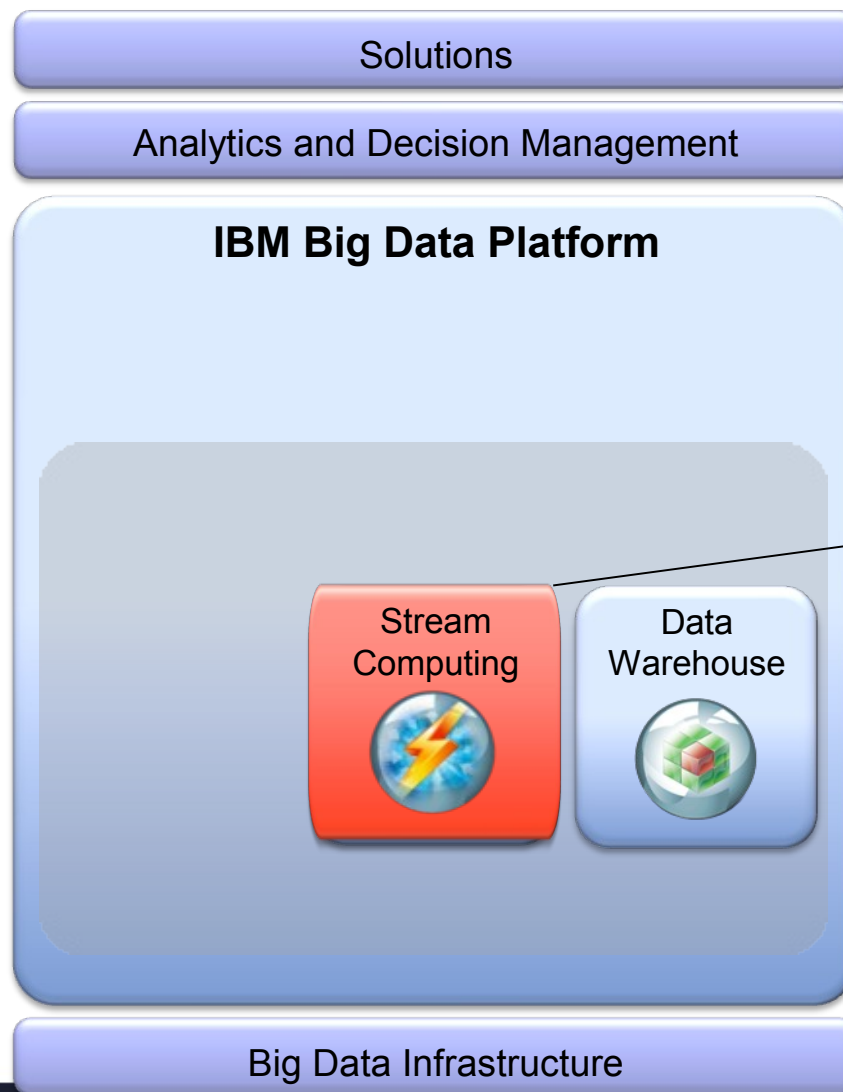 Solutions
Analytics and Decision Management
IBM Big Data Platform
Stream
Computing
Data
Warehouse
Big Data Infrastructure